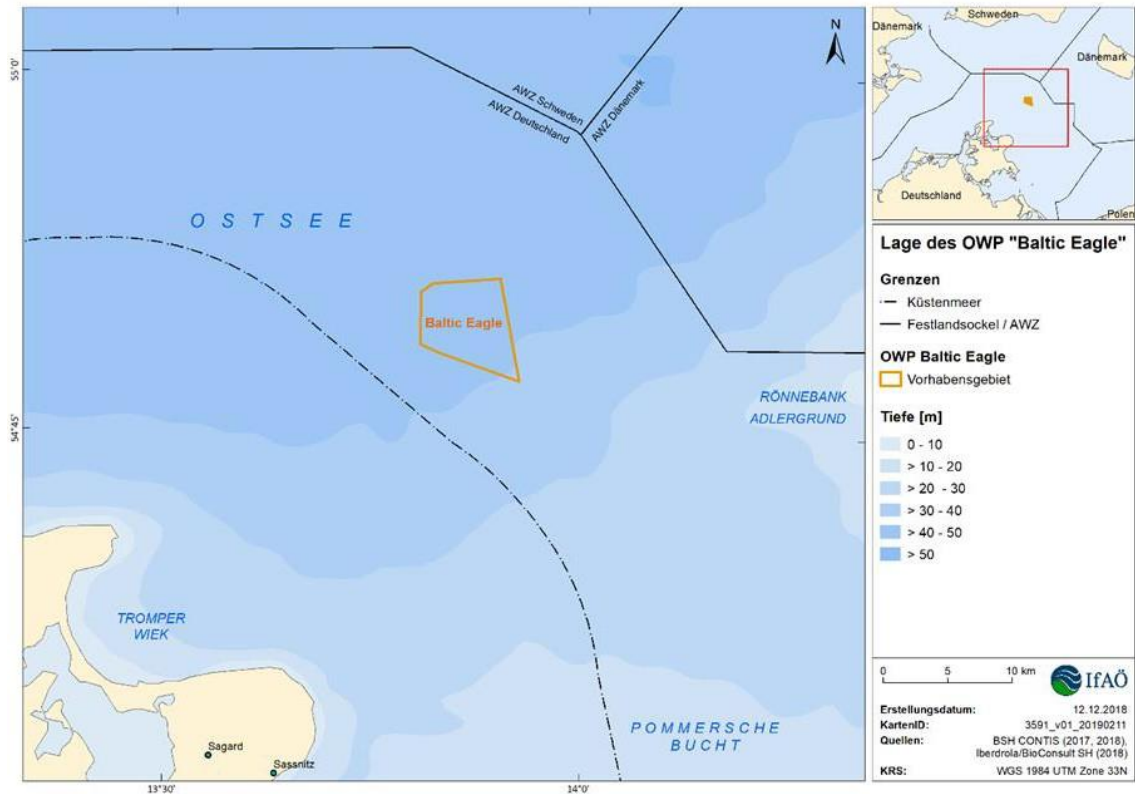 N
55°0'
AWZ Schweden
AWZ Deutschland
AWZ Dänemark
OSTSEE
Baltic Eagle
RÖNNEBANK
ADLERGRUND
54°45'
TROMPER
WIEK
Sagard
Sassnitz
POMMERSCHE
BUCHT
13°30'
14°0'
Schweden
Dänemark
Dänemark
Deutschland
Polen
Lage des OWP "Baltic Eagle"
Grenzen
Küstenmeer
Festlandsockel / AWZ
OWP Baltic Eagle
Vorhabensgebiet
Tiefe [m]
0 - 10
> 10 - 20
> 20 - 30
> 30 - 40
> 40 - 50
> 50
0 5 10 km
IfAÖ
Erstellungsdatum: 12.12.2018
KartenID: 3591_v01_20190211
Quellen: BSH CONTIS (2017, 2018),
Iberdrola/BioConsult SH (2018)
KRS: WGS 1984 UTM Zone 33N